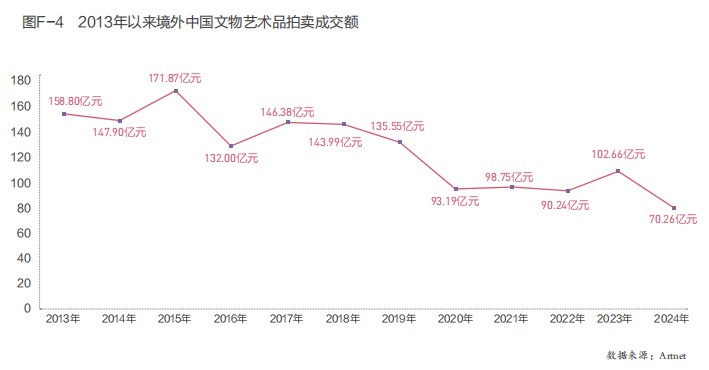 图F-4 2013年以来境外中国文物艺术品拍卖成交额
180
160
140
120
100
80
60
40
20
0
158.80亿元
147.90亿元
171.87亿元
132.00亿元
146.38亿元
143.99亿元
135.55亿元
93.19亿元
98.75亿元
90.24亿元
102.66亿元
70.26亿元
2013年 2014年 2015年 2016年 2017年 2018年 2019年 2020年 2021年 2022年 2023年 2024年
数据来源：Artnet